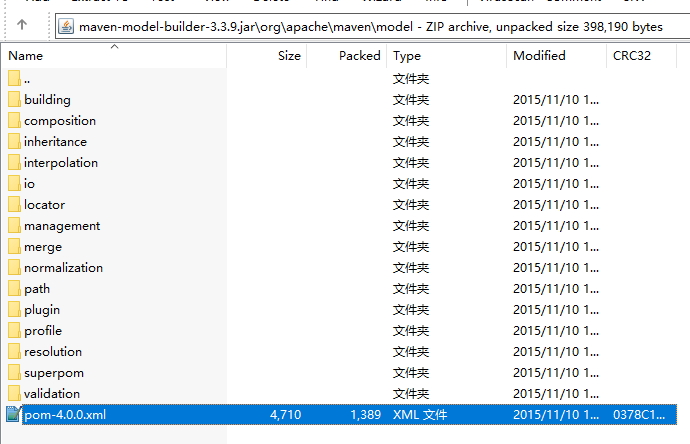 maven-model-builder-3.3.9.jar\org\apache\maven\model - ZIP archive, unpacked size 398,190 bytes
Name Size Packed Type Modified CRC32
.. 文件夹
building 文件夹 2015/11/10 1...
composition 文件夹 2015/11/10 1...
inheritance 文件夹 2015/11/10 1...
interpolation 文件夹 2015/11/10 1...
io 文件夹 2015/11/10 1...
locator 文件夹 2015/11/10 1...
management 文件夹 2015/11/10 1...
merge 文件夹 2015/11/10 1...
normalization 文件夹 2015/11/10 1...
path 文件夹 2015/11/10 1...
plugin 文件夹 2015/11/10 1...
profile 文件夹 2015/11/10 1...
resolution 文件夹 2015/11/10 1...
superpom 文件夹 2015/11/10 1...
validation 文件夹 2015/11/10 1...
pom-4.0.0.xml 4,710 1,389 XML 文件 2015/11/10 1... 0378C1...